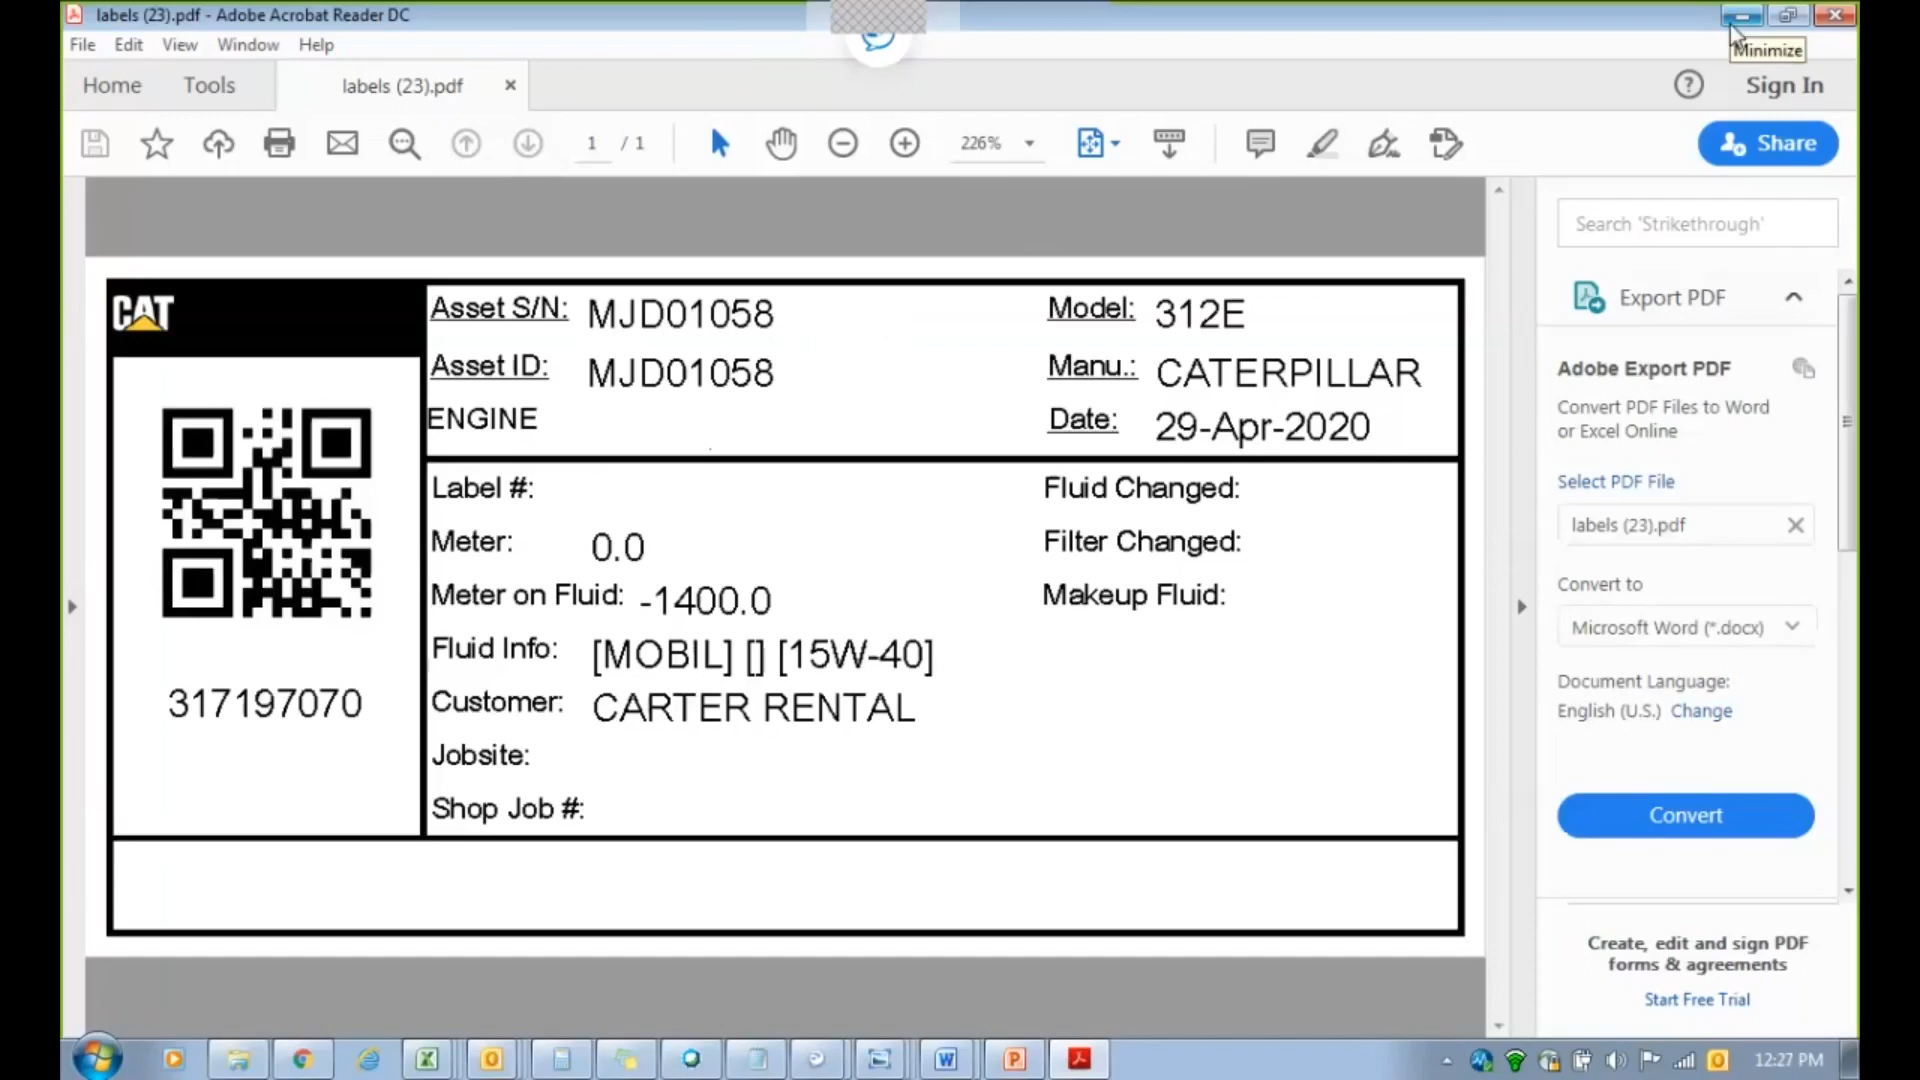 labels (23).pdf - Adobe Acrobat Reader DC
File Edit View Window Help
Minimize
Home Tools labels (23).pdf Sign In
1 / 1 226% Share
Search 'Strikethrough'
Export PDF
Adobe Export PDF
Convert PDF Files to Word
or Excel Online
Select PDF File
labels (23).pdf
Convert to
Microsoft Word (*.docx)
Document Language:
English (U.S.) Change
Convert
Create, edit and sign PDF
forms & agreements
Start Free Trial
CAT
317197070
Asset S/N: MJD01058 Model: 312E
Asset ID: MJD01058 Manu.: CATERPILLAR
ENGINE Date: 29-Apr-2020
Label #: Fluid Changed:
Meter: 0.0 Filter Changed:
Meter on Fluid: -1400.0 Makeup Fluid:
Fluid Info: [MOBIL] [] [15W-40]
Customer: CARTER RENTAL
Jobsite:
Shop Job #:
12:27 PM